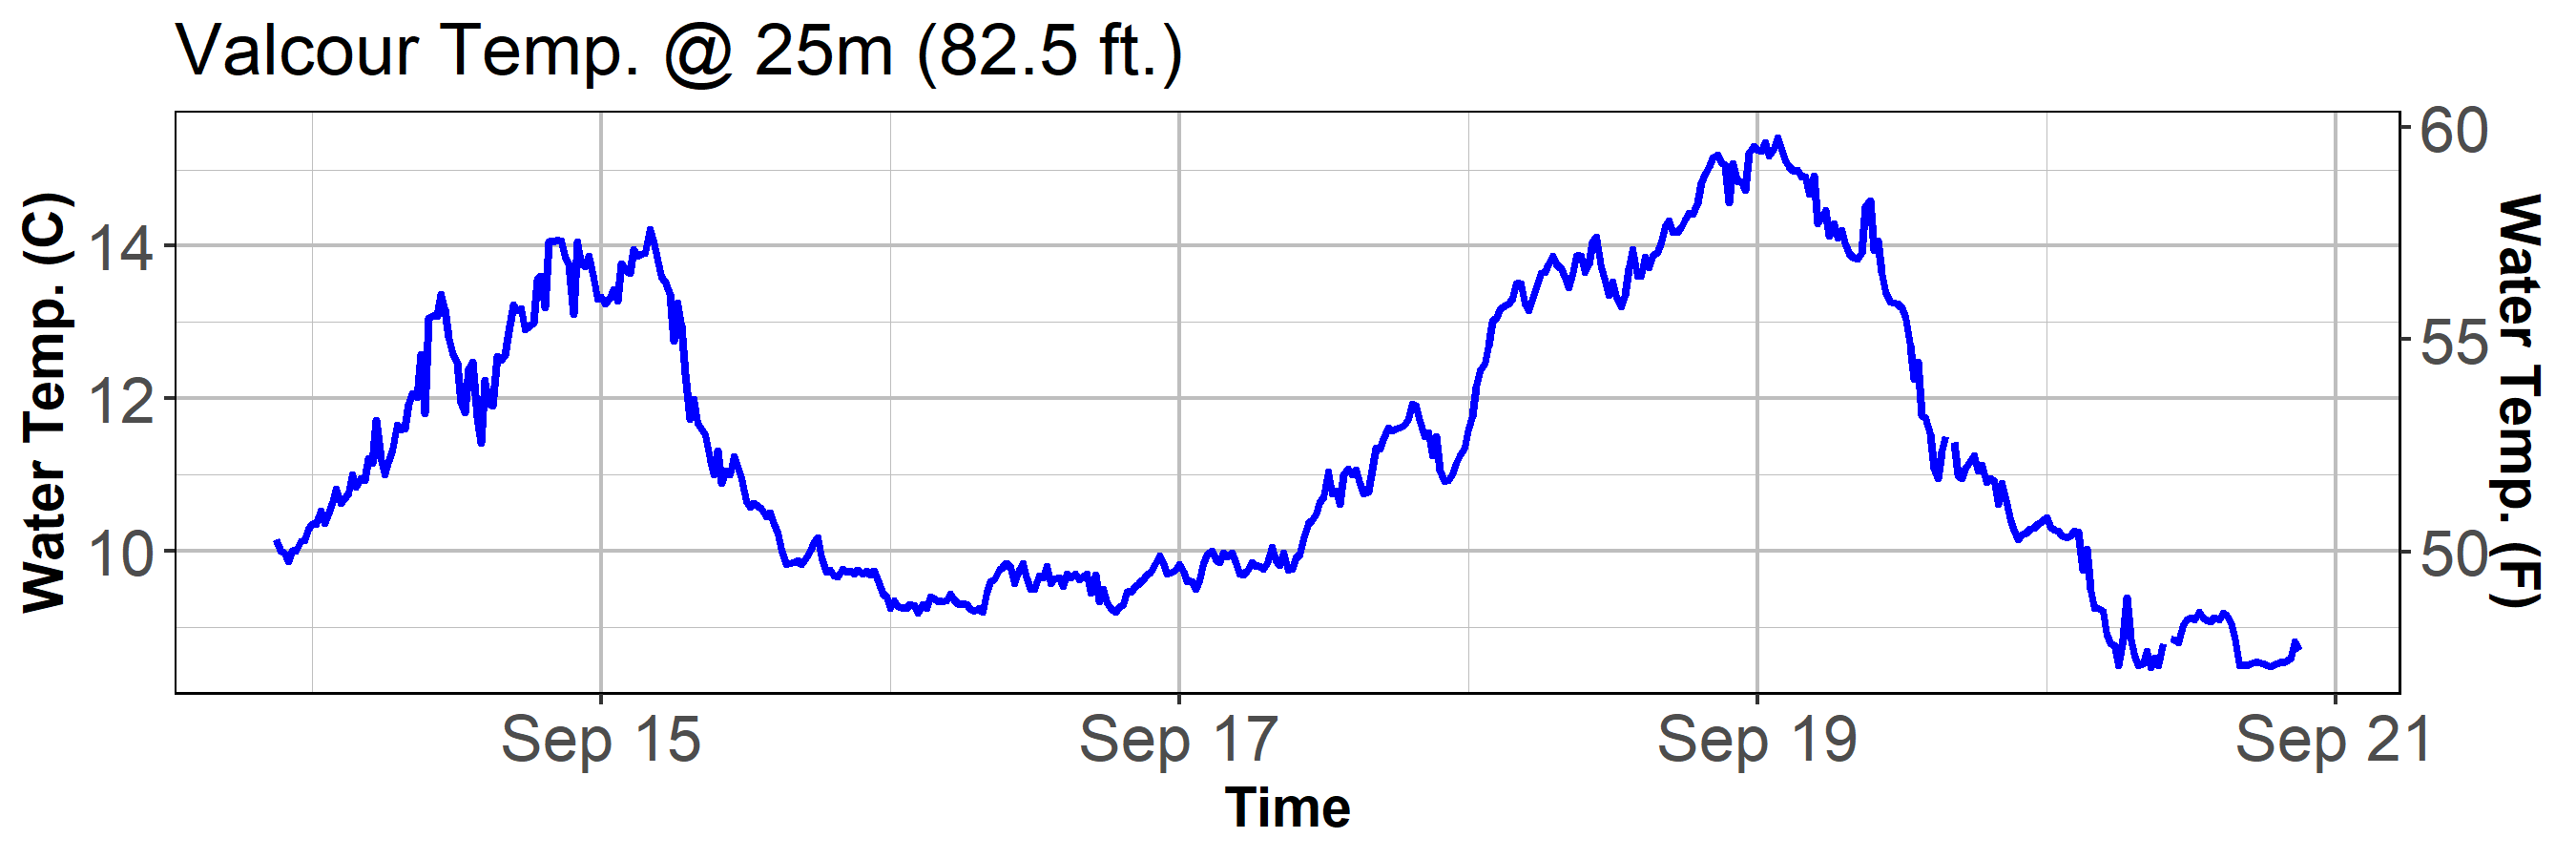 Valcour Temp. @ 25m (82.5 ft.)
Water Temp. (C)
14
12
10
60
55
50
Water Temp. (F)
Sep 15
Sep 17
Sep 19
Sep 21
Time